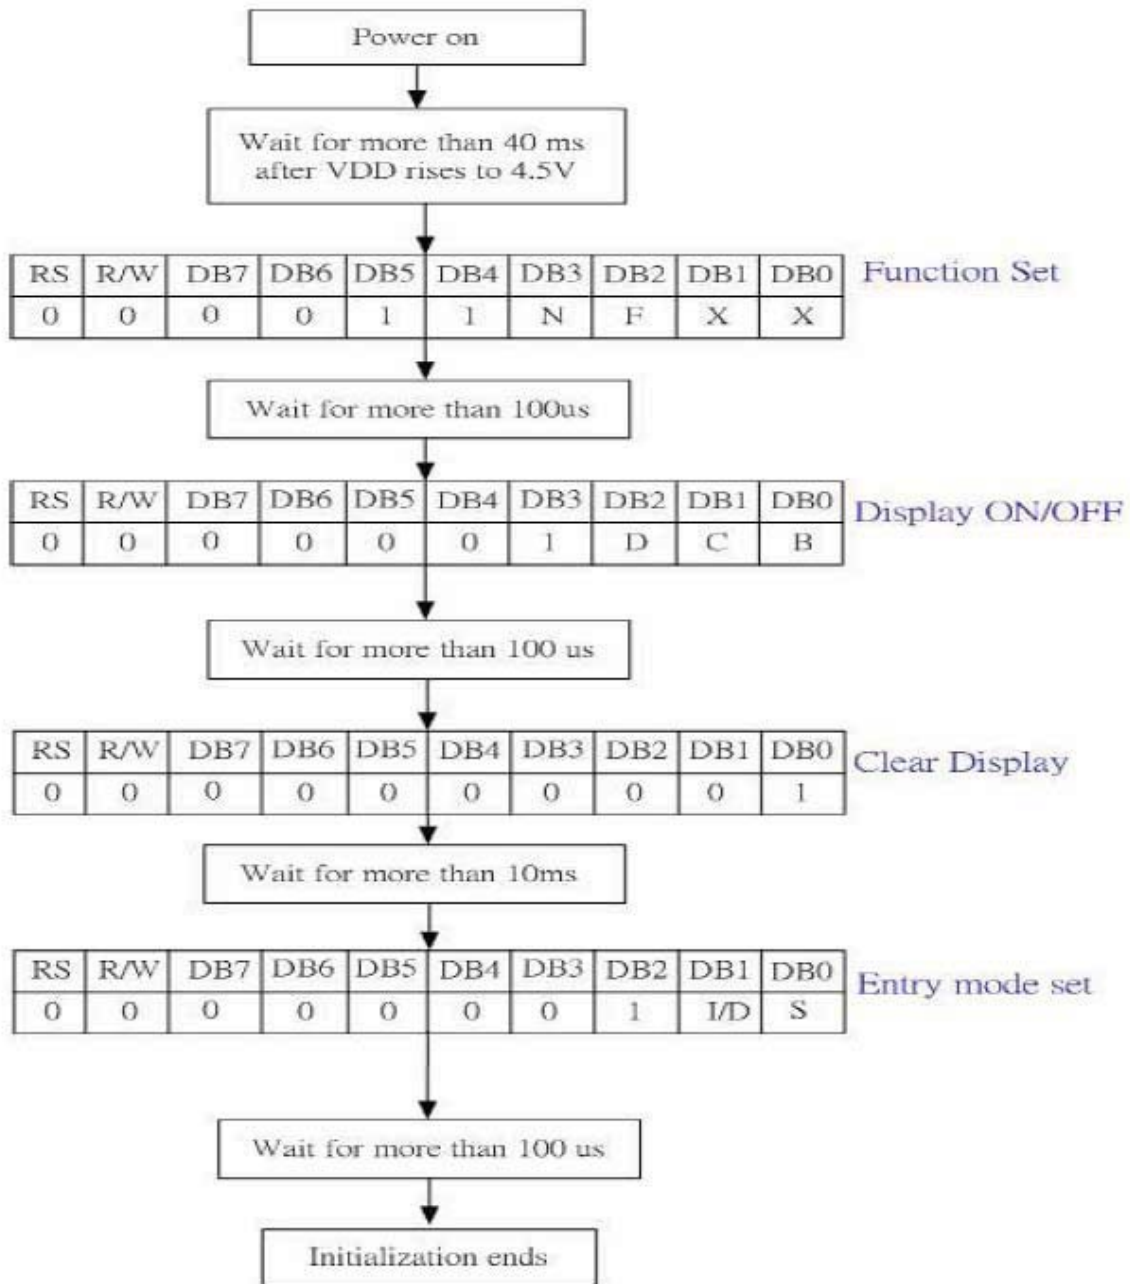 Power on
Wait for more than 40 ms
after VDD rises to 4.5V
RS R/W DB7 DB6 DB5 DB4 DB3 DB2 DB1 DB0 Function Set
0 0 0 0 1 1 N F X X
Wait for more than 100us
RS R/W DB7 DB6 DB5 DB4 DB3 DB2 DB1 DB0 Display ON/OFF
0 0 0 0 0 0 1 D C B
Wait for more than 100 us
RS R/W DB7 DB6 DB5 DB4 DB3 DB2 DB1 DB0 Clear Display
0 0 0 0 0 0 0 0 0 1
Wait for more than 10ms
RS R/W DB7 DB6 DB5 DB4 DB3 DB2 DB1 DB0 Entry mode set
0 0 0 0 0 0 0 1 I/D S
Wait for more than 100 us
Initialization ends